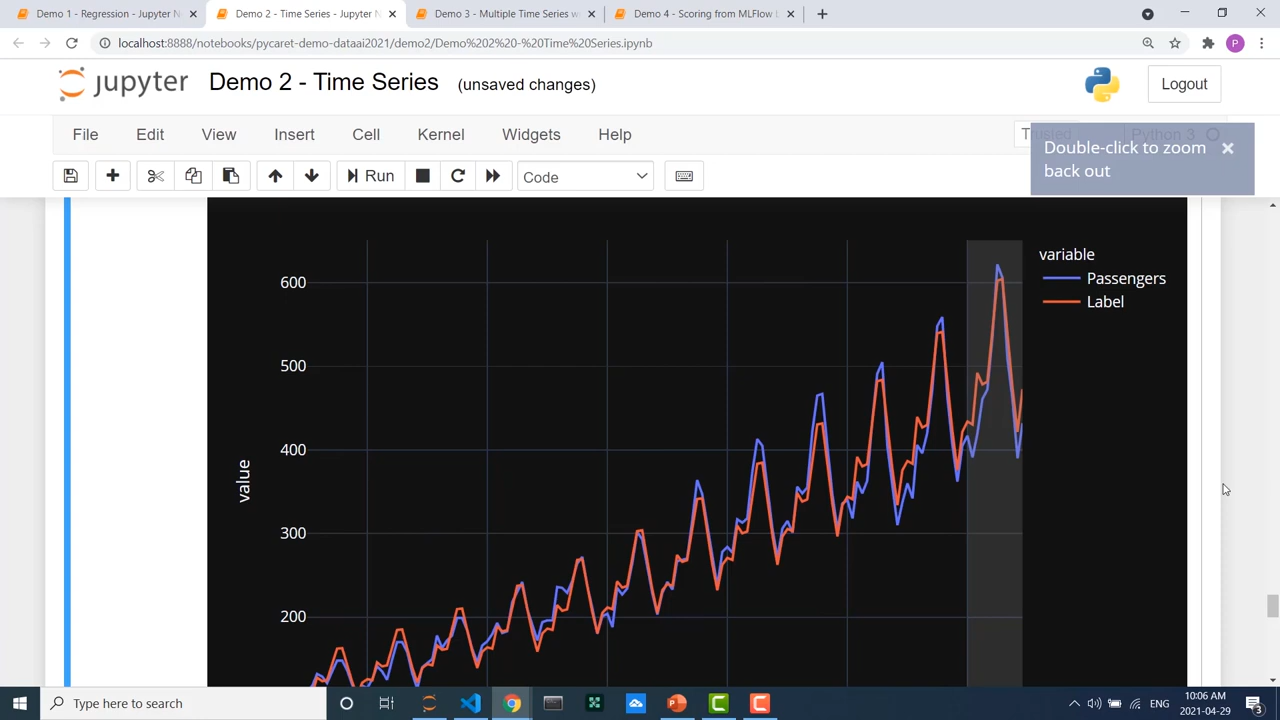 Demo 1 - Regression - Jupyter N
Demo 2 - Time Series - Jupyter N
Demo 3 - Multiple Time Series w
Demo 4 - Scoring from MLFlow
localhost:8888/notebooks/pycaret-demo-dataai2021/demo2/Demo%202%20-%20Time%20Series.ipynb
P
jupyter
Demo 2 - Time Series (unsaved changes)
Logout
File Edit View Insert Cell Kernel Widgets Help
Trusted
Python 3
Run
Code
Double-click to zoom
back out
variable
Passengers
Label
600
500
400
300
200
value
Type here to search
ENG
10:06 AM
2021-04-29
3